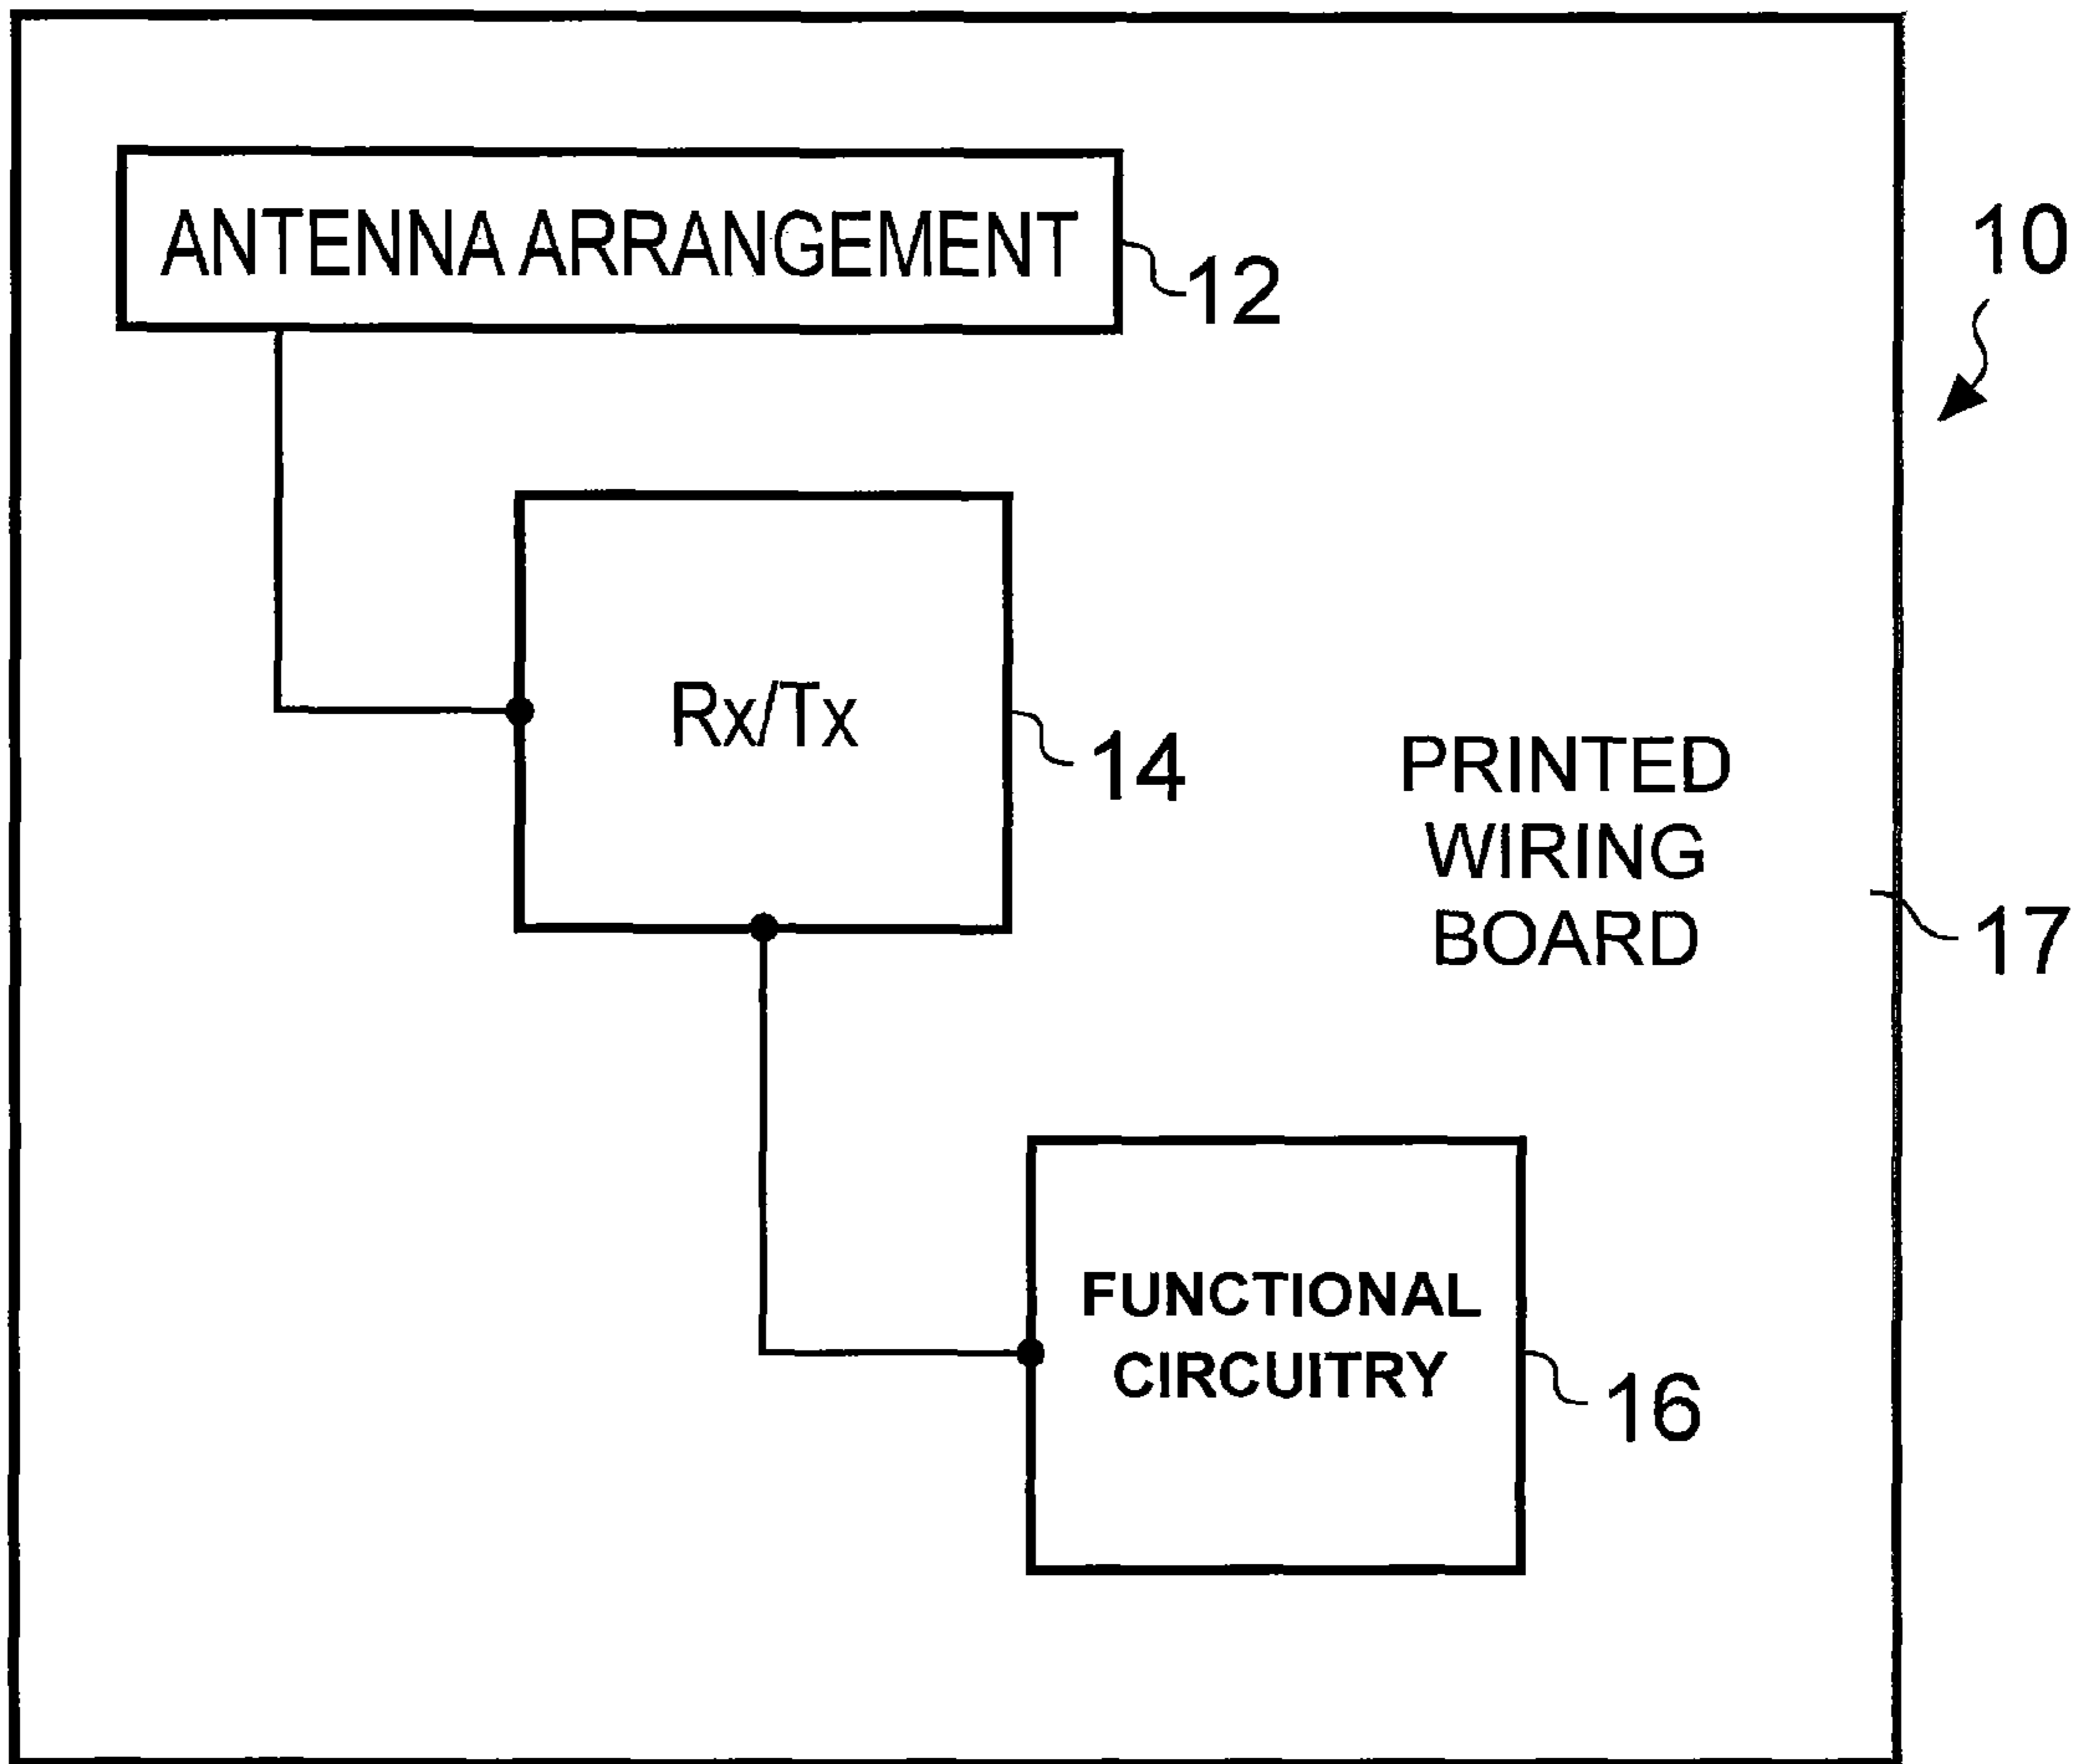 ANTENNA ARRANGEMENT
12
10
Rx/Tx
14
PRINTED
WIRING
BOARD
17
FUNCTIONAL
CIRCUITRY
16